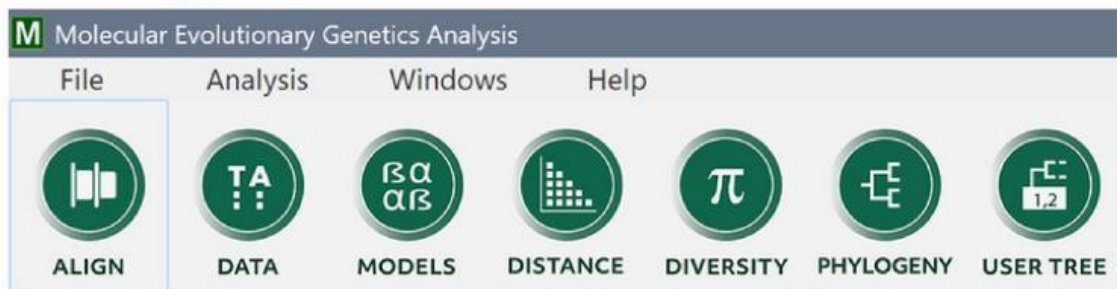 M Molecular Evolutionary Genetics Analysis
File Analysis Windows Help
TA ßα αß π 1,2
ALIGN DATA MODELS DISTANCE DIVERSITY PHYLOGENY USER TREE